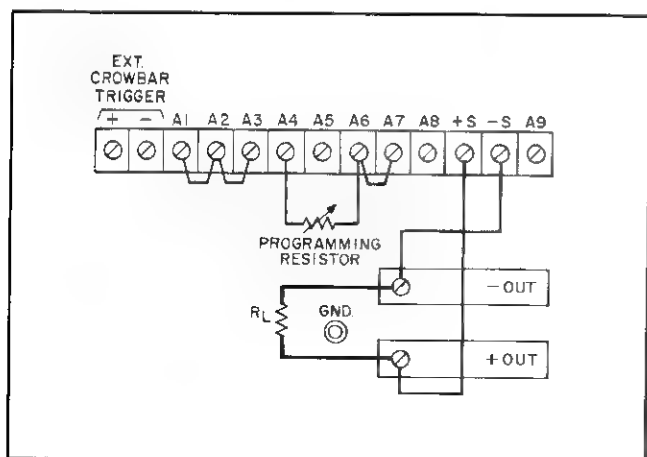 EXT.
CROWBAR
TRIGGER
+ - A1 A2 A3 A4 A5 A6 A7 A8 +S -S A9
PROGRAMMING
RESISTOR
- OUT
RL
GND.
+ OUT